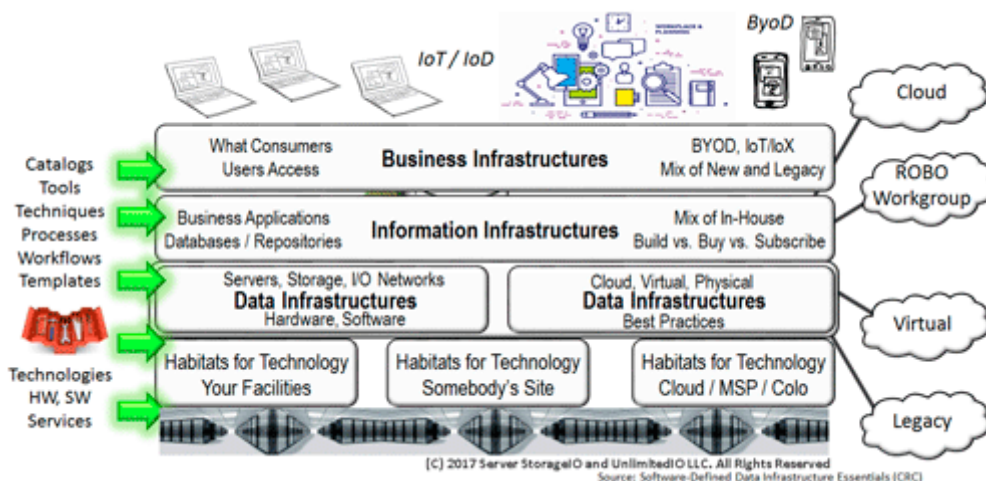 IoT / IoD
WORKPLACE &
PLANNING
ByoD
Cloud
ROBO
Workgroup
Virtual
Legacy
Catalogs
Tools
Techniques
Processes
Workflows
Templates
Technologies
HW, SW
Services
What Consumers
Users Access
Business Infrastructures
BYOD, IoT/IoX
Mix of New and Legacy
Business Applications
Databases / Repositories
Information Infrastructures
Mix of In-House
Build vs. Buy vs. Subscribe
Servers, Storage, I/O Networks
Data Infrastructures
Hardware, Software
Cloud, Virtual, Physical
Data Infrastructures
Best Practices
Habitats for Technology
Your Facilities
Habitats for Technology
Somebody's Site
Habitats for Technology
Cloud / MSP / Colo
(C) 2017 Server StorageIO and UnlimitedIO LLC. All Rights Reserved
Source: Software-Defined Data Infrastructure Essentials (CRC)